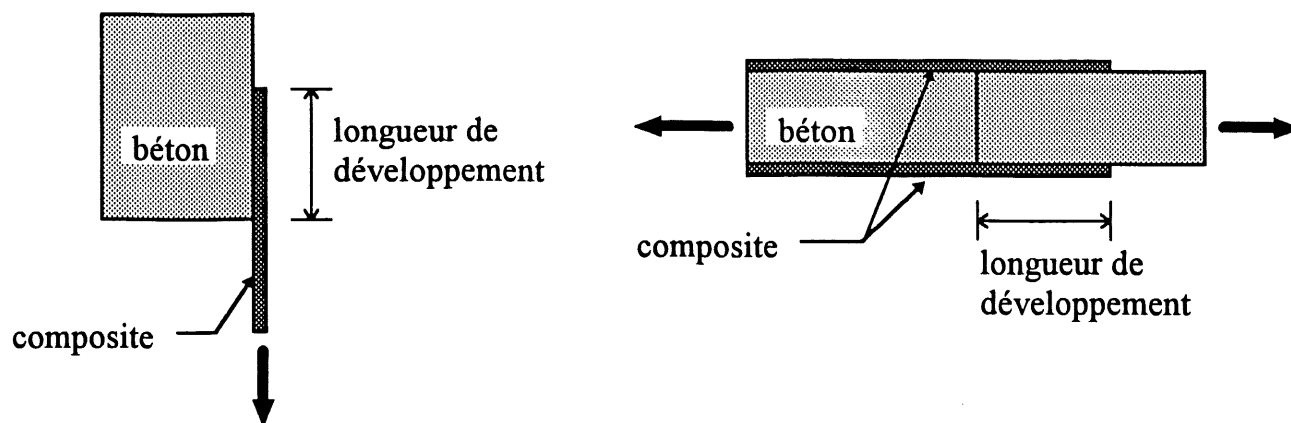 béton
longueur de
développement
composite
béton
composite
longueur de
développement